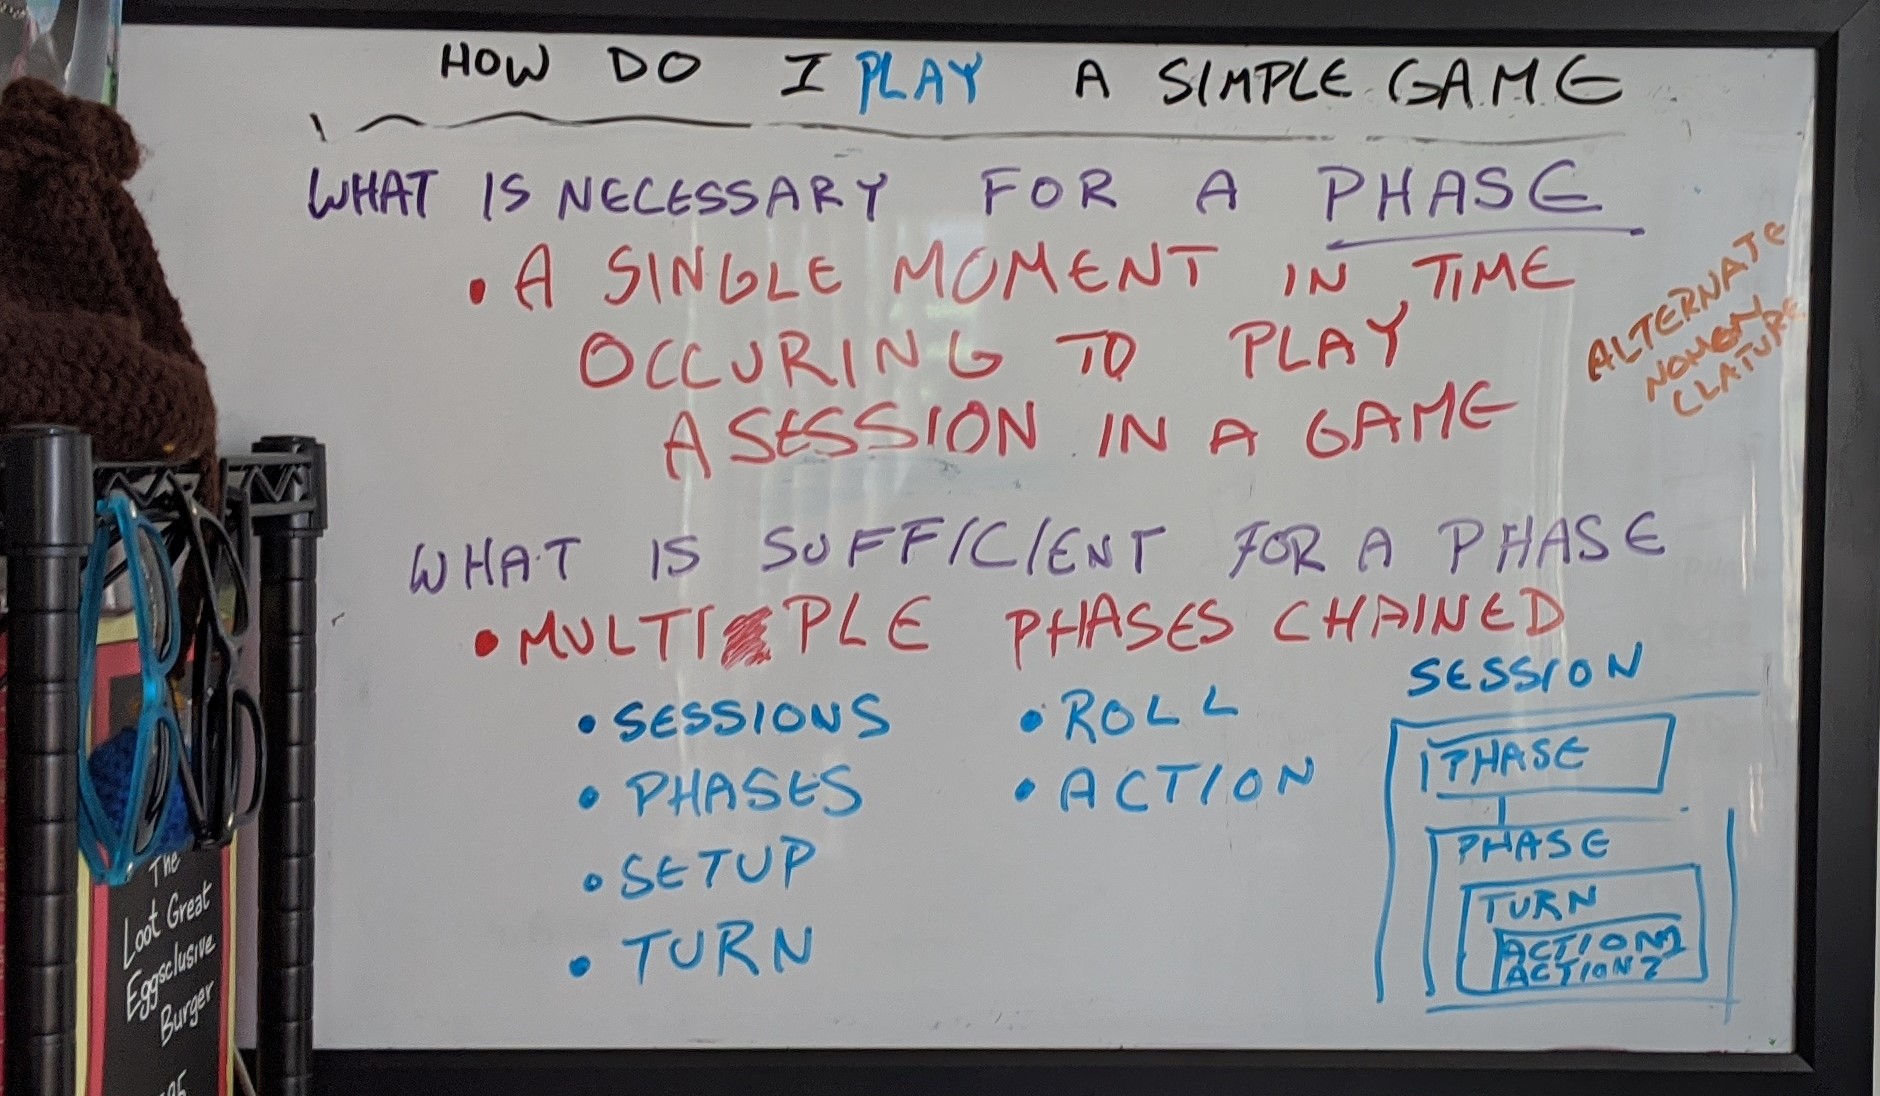 HOW DO I PLAY A SIMPLE GAME
WHAT IS NECESSARY FOR A PHASE
• A SINGLE MOMENT IN TIME
OCCURING TO PLAY
A SESSION IN A GAME
ALTERNATE
NOMEN
CLATURE
WHAT IS SUFFICIENT FOR A PHASE
• MULTIPLE PHASES CHAINED
• SESSIONS
• PHASES
• SETUP
• TURN
• ROLL
• ACTION
SESSION
PHASE
PHASE
TURN
ACTION 1
ACTION 2
The
Loot Great
Eggsclusive
Burger